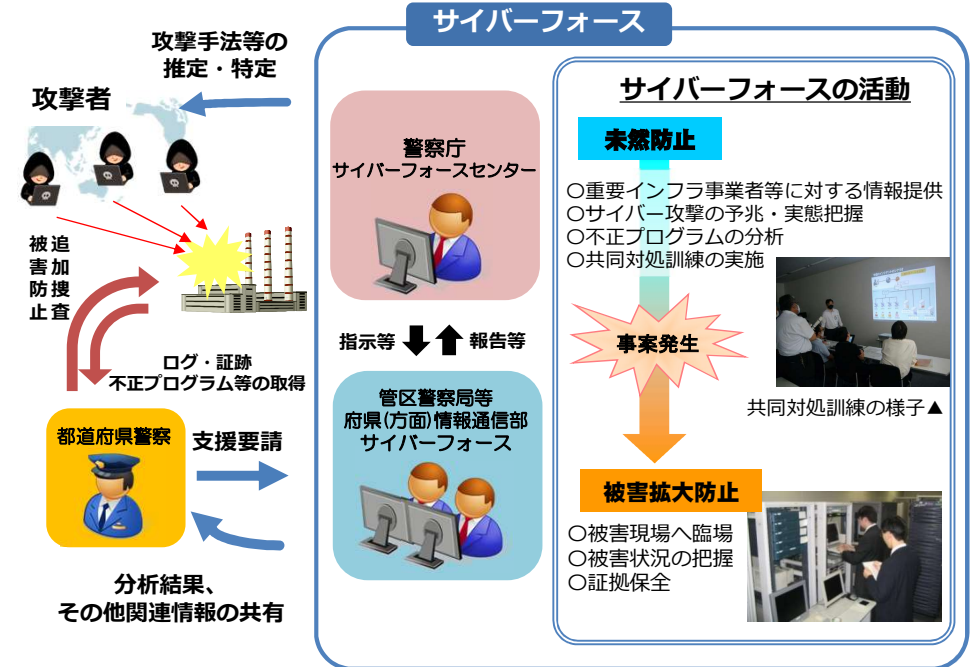 サイバーフォース
攻撃手法等の
推定・特定
攻撃者
被害防止
追加捜査
ログ・証跡
不正プログラム等の取得
都道府県警察
支援要請
分析結果、
その他関連情報の共有
警察庁
サイバーフォースセンター
指示等
報告等
管区警察局等
府県(方面)情報通信部
サイバーフォース
サイバーフォースの活動
未然防止
〇重要インフラ事業者等に対する情報提供
〇サイバー攻撃の予兆・実態把握
〇不正プログラムの分析
〇共同対処訓練の実施
事案発生
共同対処訓練の様子▲
被害拡大防止
〇被害現場へ臨場
〇被害状況の把握
〇証拠保全